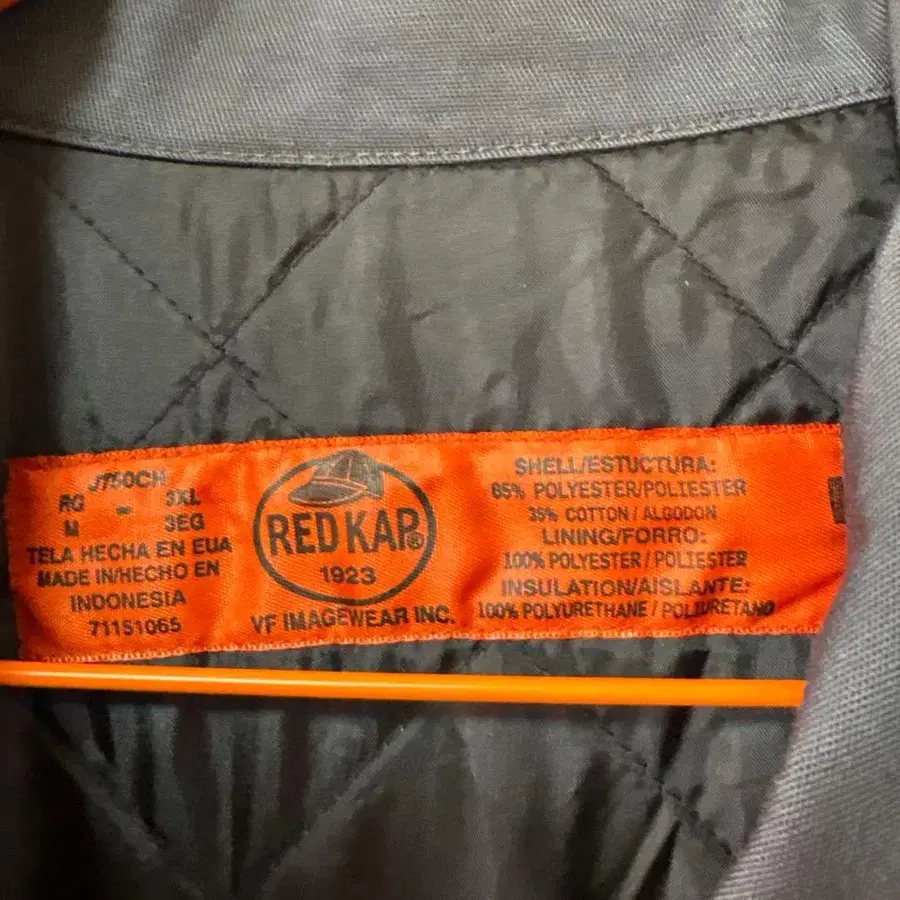 JT50CH
RG - 3XL
M 3EG
TELA HECHA EN EUA
MADE IN/HECHO EN
INDONESIA
71151065
RED KAP®
1923
VF IMAGEWEAR INC.
SHELL/ESTUCTURA:
65% POLYESTER/POLIESTER
35% COTTON / ALGODON
LINING/FORRO:
100% POLYESTER / POLIESTER
INSULATION/AISLANTE:
100% POLYURETHANE / POLIURETANO